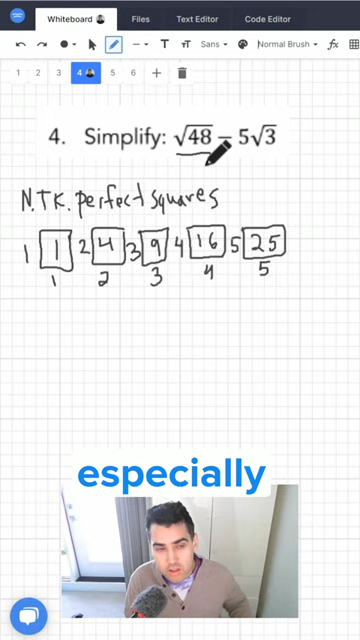 Whiteboard Files Text Editor Code Editor
Sans Normal Brush
1 2 3 4 5 6
4. Simplify: √48 − 5√3
N.T.K. perfect squares
1 1 2 4 3 9 4 16 5 25
1 2 3 4 5
especially